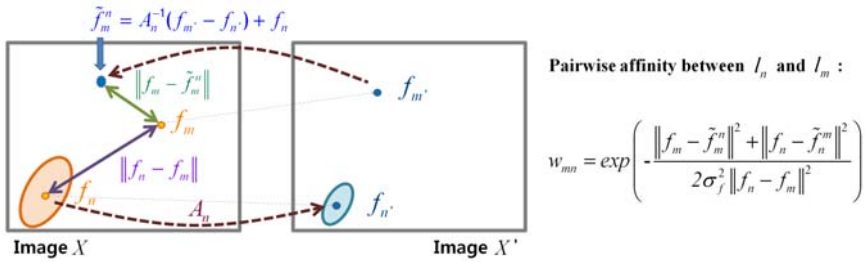 f̃ₘⁿ = Aₙ⁻¹(fₘ' − fₙ') + fₙ
‖fₘ − f̃ₘⁿ‖
fₘ'
fₘ
‖fₙ − fₘ‖
fₙ
Aₙ
fₙ'
Image X
Image X'
Pairwise affinity between lₙ and lₘ :
wₘₙ = exp( - (‖fₘ − f̃ₘⁿ‖² + ‖fₙ − f̃ₙᵐ‖²) / (2σ_f² ‖fₙ − fₘ‖²) )